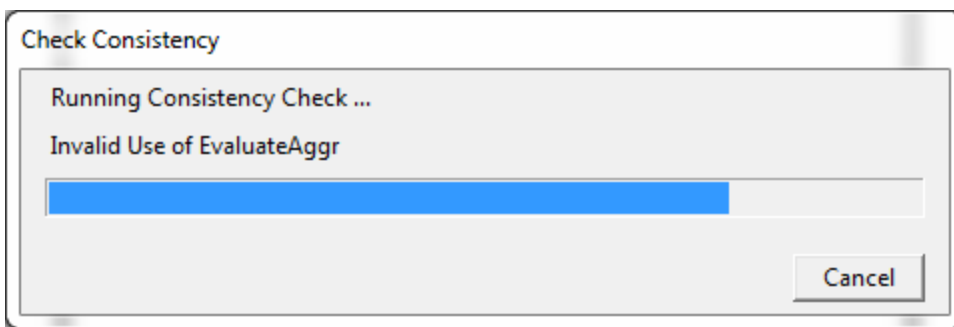 Check Consistency
Running Consistency Check ...
Invalid Use of EvaluateAggr
Cancel